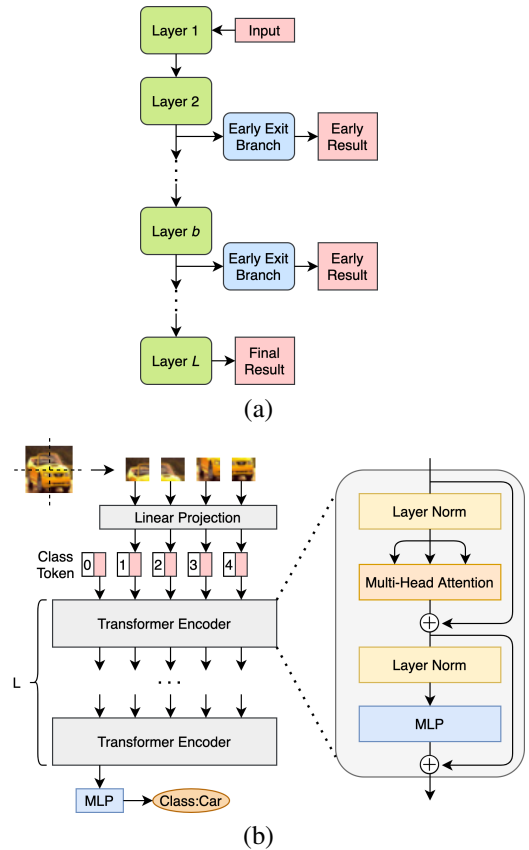 Layer 1
Input
Layer 2
Early Exit
Branch
Early
Result
Layer b
Early Exit
Branch
Early
Result
Layer L
Final
Result
(a)
Linear Projection
Class
Token
0
1
2
3
4
Transformer Encoder
L
Transformer Encoder
MLP
Class:Car
Layer Norm
Multi-Head Attention
Layer Norm
MLP
(b)